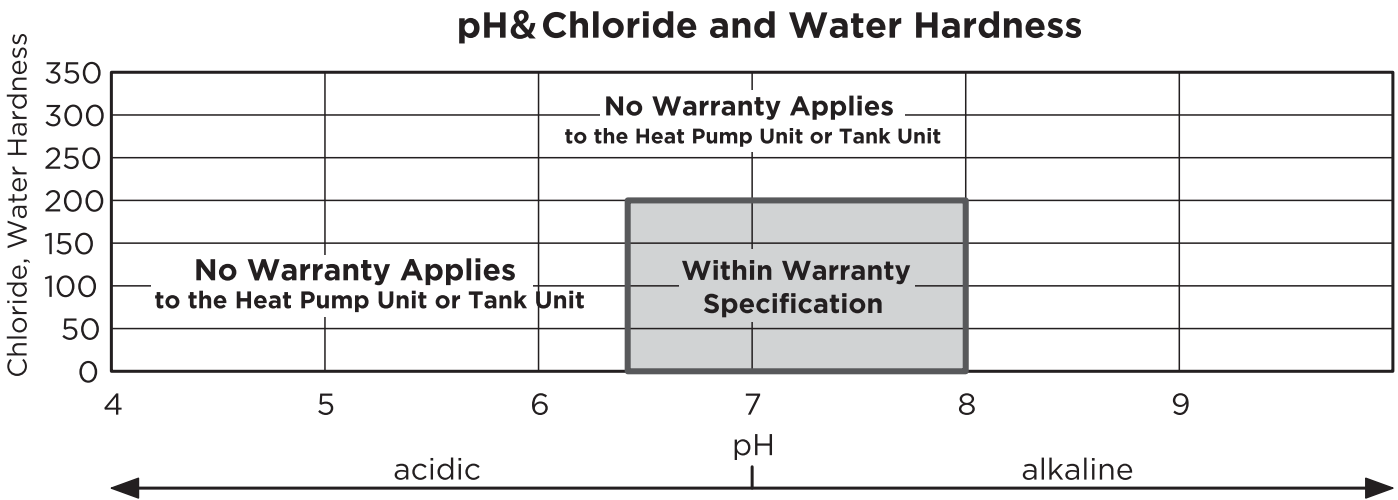 pH & Chloride and Water Hardness
Chloride, Water Hardness
350
300
250
200
150
100
50
0
No Warranty Applies
to the Heat Pump Unit or Tank Unit
No Warranty Applies
to the Heat Pump Unit or Tank Unit
Within Warranty
Specification
4 5 6 7 8 9
pH
acidic alkaline